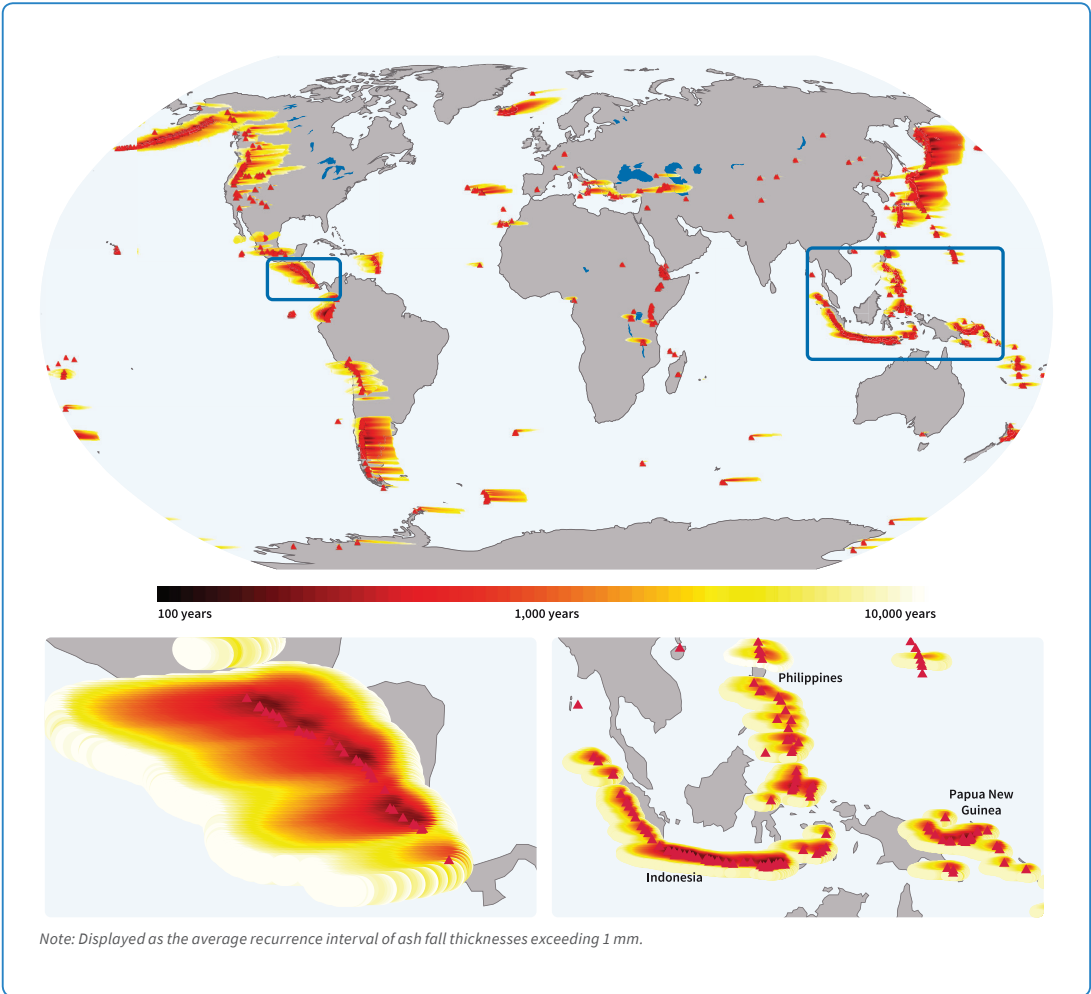 100 years
1,000 years
10,000 years
Philippines
Papua New
Guinea
Indonesia
Note: Displayed as the average recurrence interval of ash fall thicknesses exceeding 1 mm.